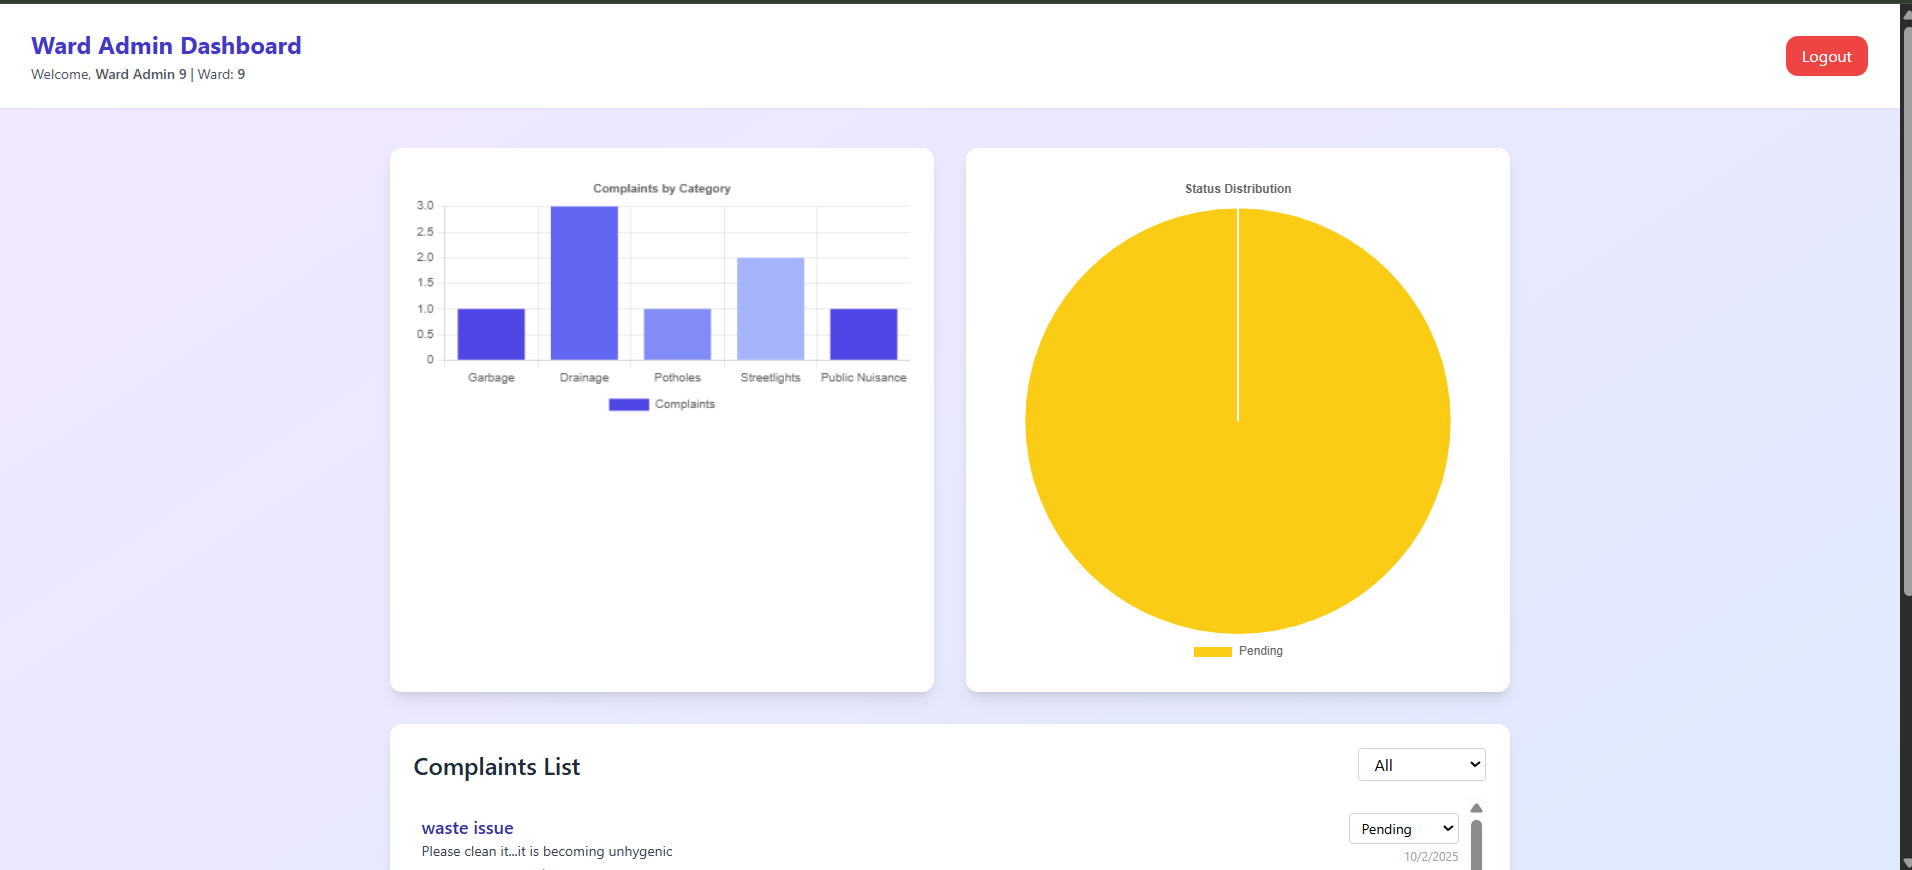 Ward Admin Dashboard
Welcome, Ward Admin 9 | Ward: 9
Logout
Complaints by Category
3.0
2.5
2.0
1.5
1.0
0.5
0
Garbage Drainage Potholes Streetlights Public Nuisance
Complaints
Status Distribution
Pending
Complaints List
All
waste issue
Pending
Please clean it...it is becoming unhygenic
10/2/2025